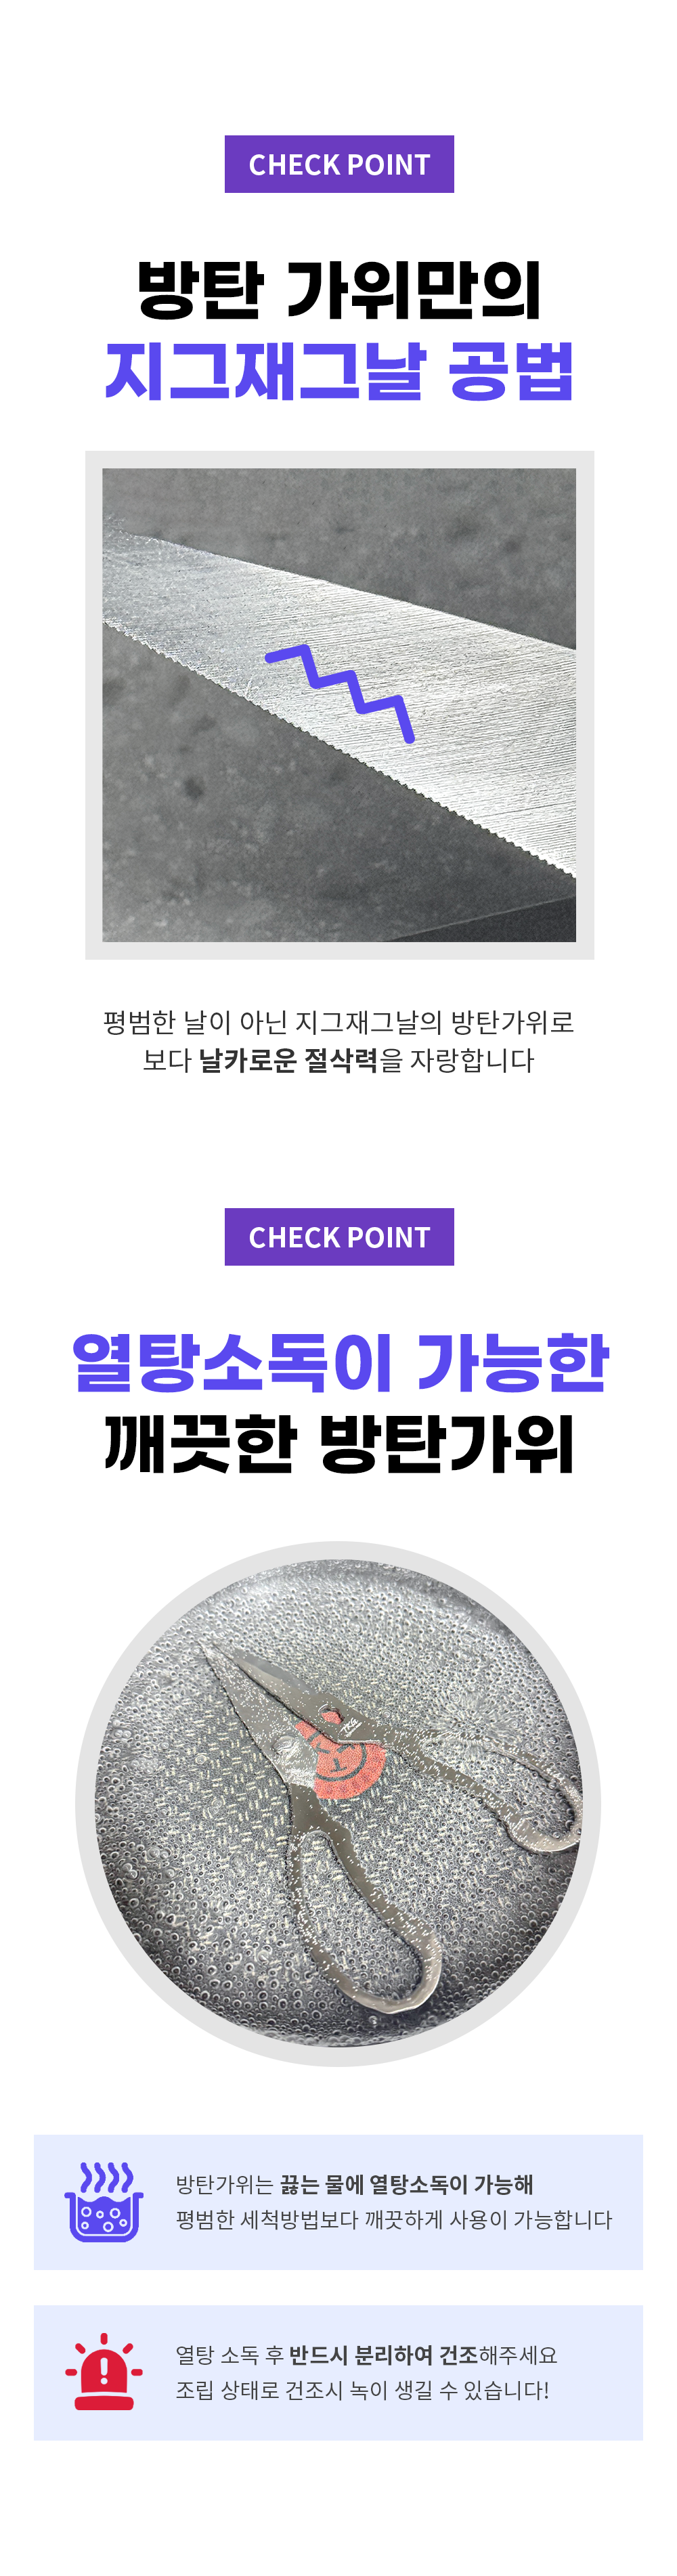 CHECK POINT
방탄 가위만의
지그재그날 공법
평범한 날이 아닌 지그재그날의 방탄가위로
보다 날카로운 절삭력을 자랑합니다
CHECK POINT
열탕소독이 가능한
깨끗한 방탄가위
방탄가위는 끓는 물에 열탕소독이 가능해
평범한 세척방법보다 깨끗하게 사용이 가능합니다
열탕 소독 후 반드시 분리하여 건조해주세요
조립 상태로 건조시 녹이 생길 수 있습니다!